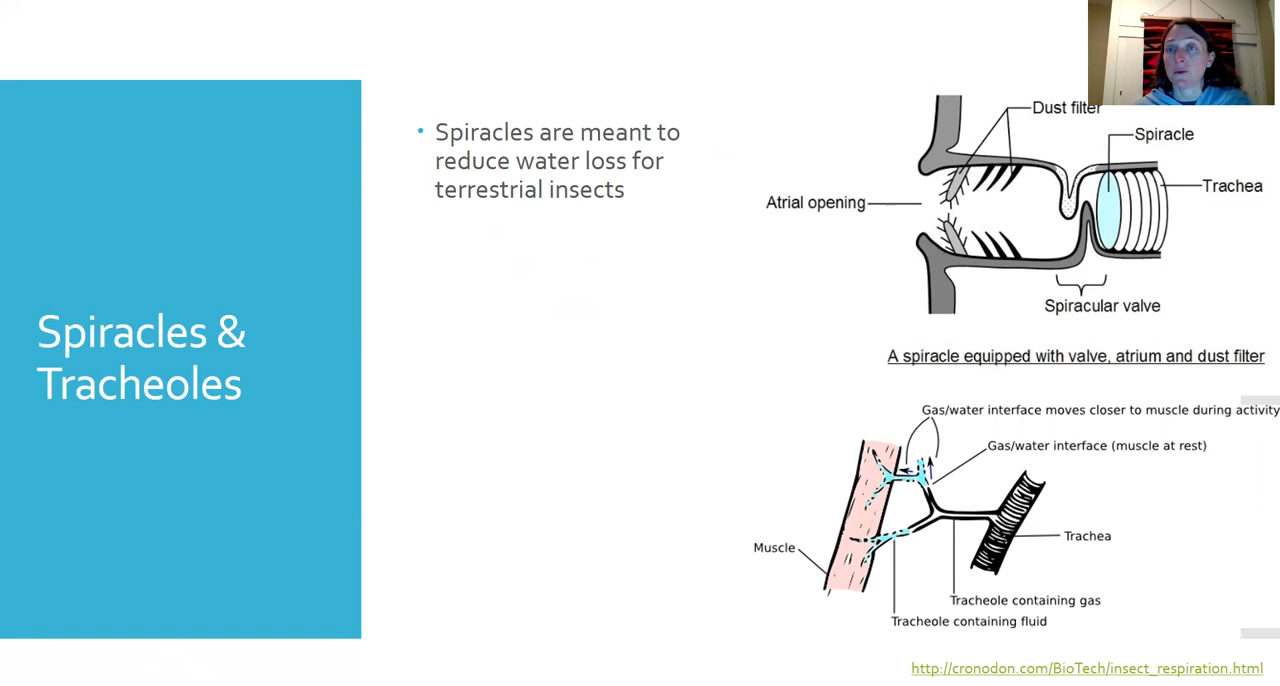 Spiracles &
Tracheoles
• Spiracles are meant to
reduce water loss for
terrestrial insects
Dust filter
Spiracle
Trachea
Atrial opening
Spiracular valve
A spiracle equipped with valve, atrium and dust filter
Gas/water interface moves closer to muscle during activity
Gas/water interface (muscle at rest)
Muscle
Trachea
Tracheole containing gas
Tracheole containing fluid
http://cronodon.com/BioTech/insect_respiration.html